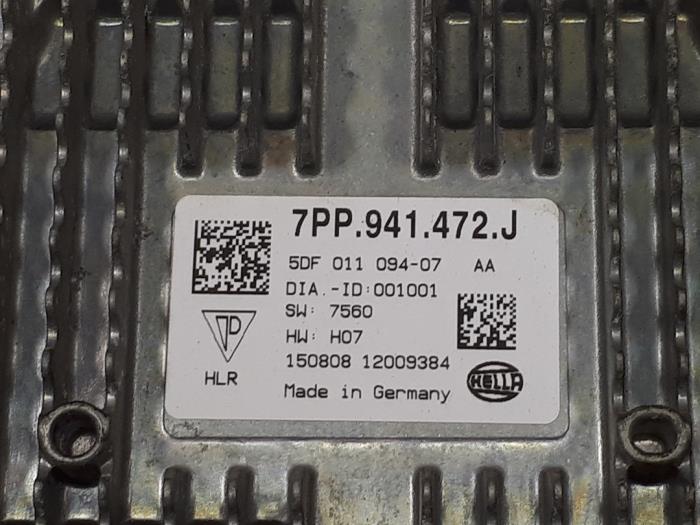 7PP.941.472.J
5DF 011 094-07 AA
DIA.-ID:001001
SW: 7560
HW: H07
150808 12009384
HLR
Made in Germany
HELLA